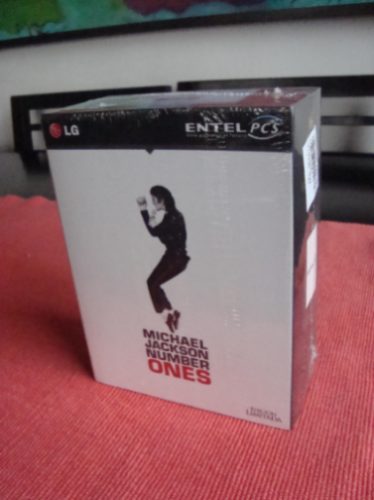 LG
ENTEL PCS
MICHAEL
JACKSON
NUMBER
ONES